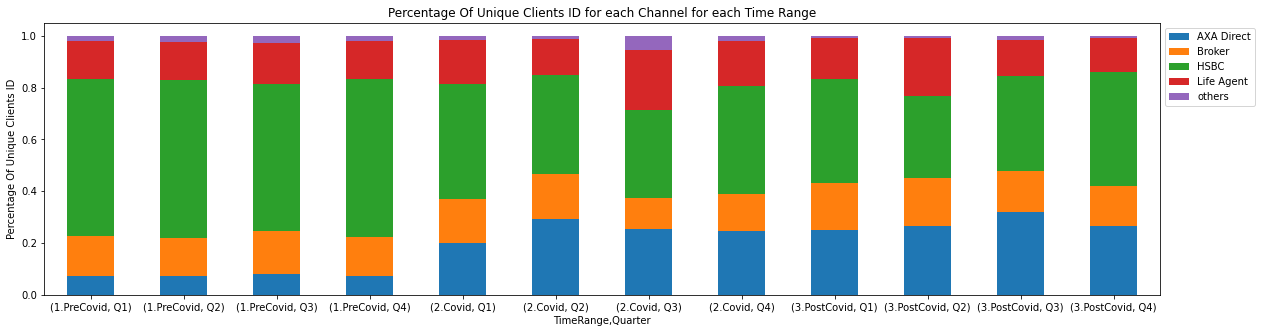 Percentage Of Unique Clients ID for each Channel for each Time Range
Percentage Of Unique Clients ID
1.0
0.8
0.6
0.4
0.2
0.0
(1.PreCovid, Q1)
(1.PreCovid, Q2)
(1.PreCovid, Q3)
(1.PreCovid, Q4)
(2.Covid, Q1)
(2.Covid, Q2)
(2.Covid, Q3)
(2.Covid, Q4)
(3.PostCovid, Q1)
(3.PostCovid, Q2)
(3.PostCovid, Q3)
(3.PostCovid, Q4)
TimeRange,Quarter
AXA Direct
Broker
HSBC
Life Agent
others